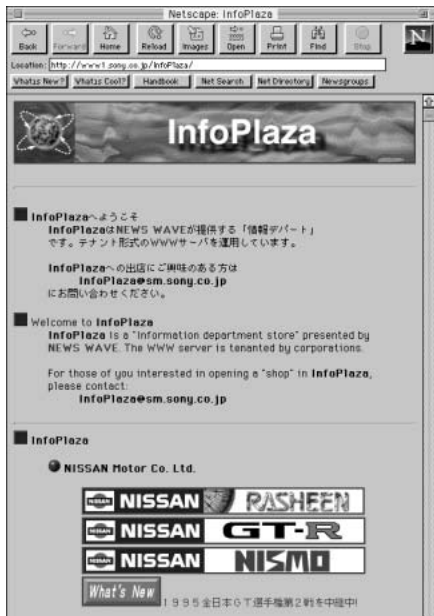 Netscape: InfoPlaza
Back Forward Home Reload Images Open Print Find Stop
N
Location: http://www1.sony.co.jp/InfoPlaza/
What's New? What's Cool? Handbook Net Search Net Directory Newsgroups
InfoPlaza
InfoPlazaへようこそ
InfoPlazaはNEWS WAVEが提供する「情報デパート」
です。テナント形式のWWWサーバを運用しています。
InfoPlazaへの出店にご興味のある方は
InfoPlaza@sm.sony.co.jp
にお問い合わせください。
Welcome to InfoPlaza
InfoPlaza is a "Information department store" presented by
NEWS WAVE. The WWW server is tenanted by corporations.
For those of you interested in opening a "shop" in InfoPlaza,
please contact:
InfoPlaza@sm.sony.co.jp
InfoPlaza
NISSAN Motor Co. Ltd.
NISSAN RASHEEN
NISSAN GT-R
NISSAN NISMO
What's New 1995全日本GT選手権第2戦を中継中!